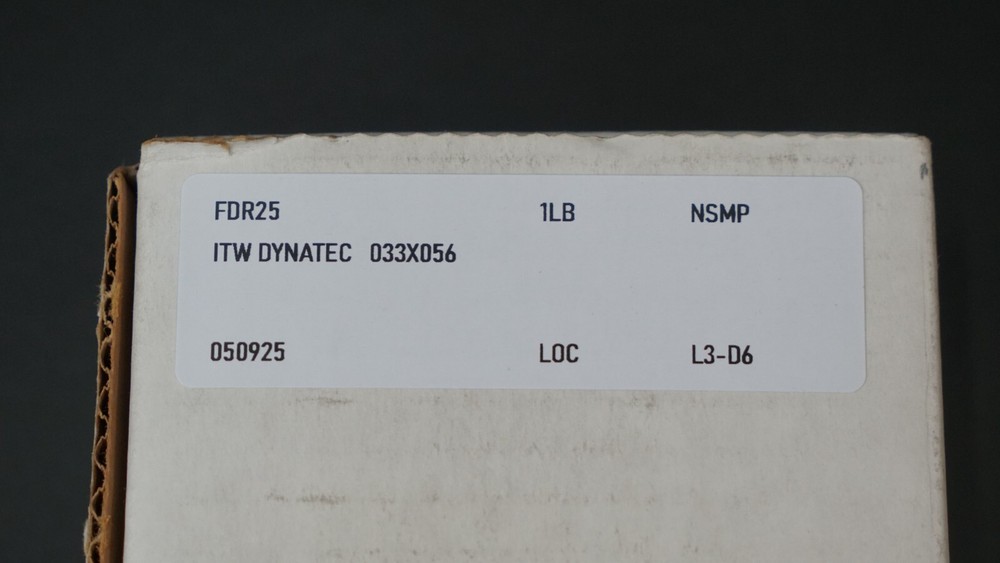 FDR25 1LB NSMP
ITW DYNATEC 033X056
050925 LOC L3-D6